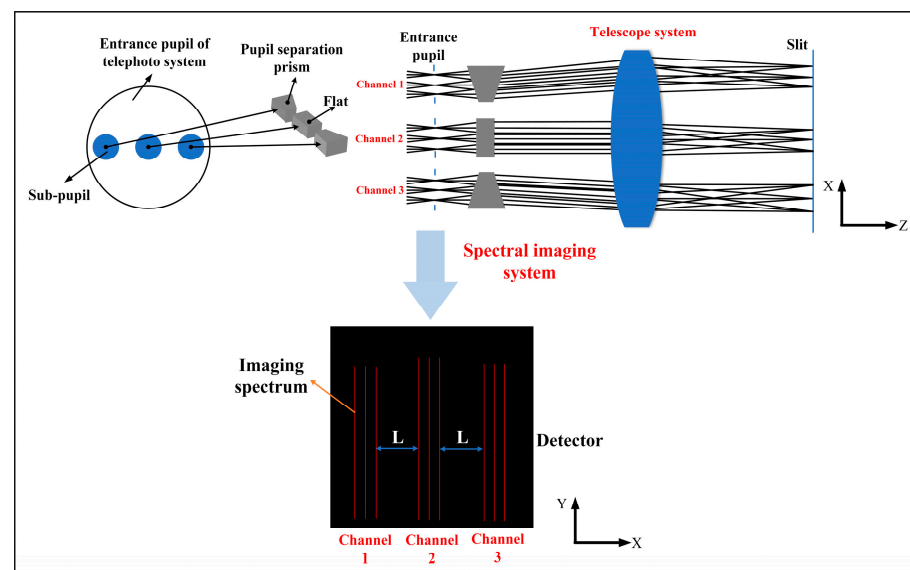 Entrance pupil of
telephoto system
Pupil separation
prism
Flat
Sub-pupil
Entrance
pupil
Telescope system
Slit
Channel 1
Channel 2
Channel 3
X
Z
Spectral imaging
system
Imaging
spectrum
L
L
Detector
Y
X
Channel
1
Channel
2
Channel
3